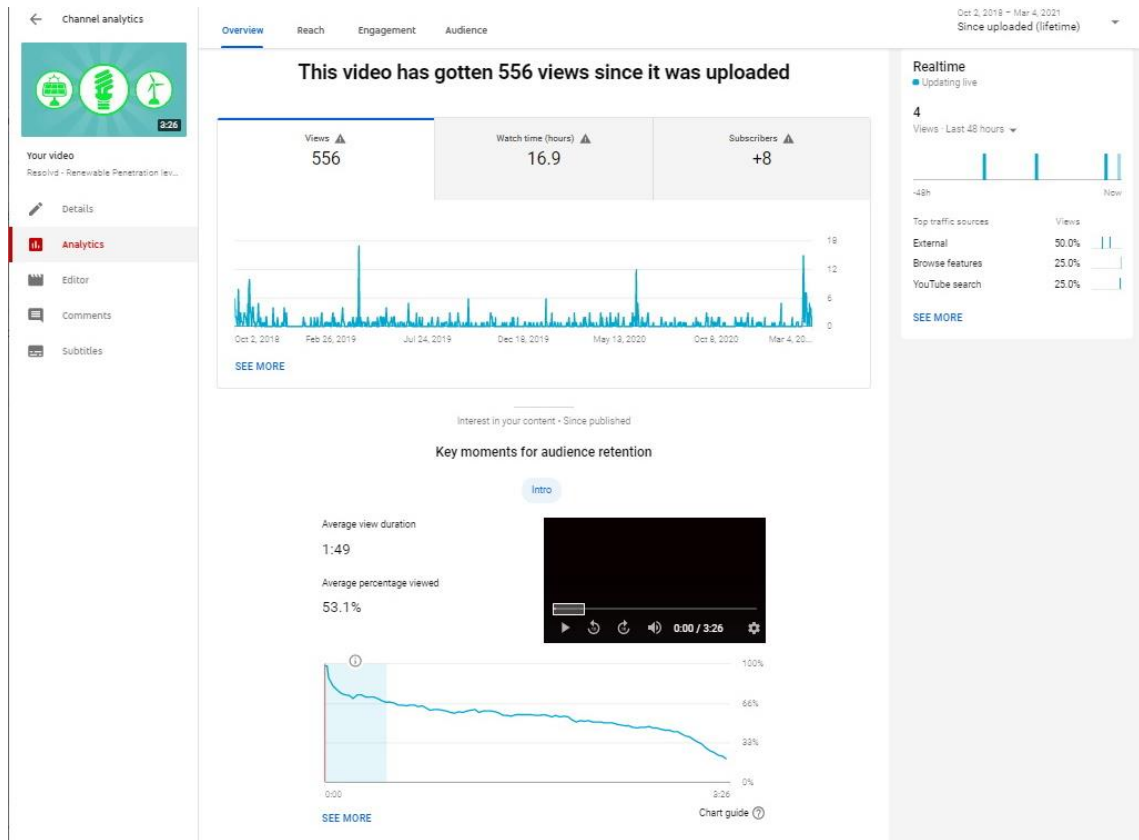 Channel analytics
3:26
Your video
Resolvd - Renewable Penetration lev...
Details
Analytics
Editor
Comments
Subtitles
Overview Reach Engagement Audience
Oct 2, 2018 – Mar 4, 2021
Since uploaded (lifetime)
This video has gotten 556 views since it was uploaded
Views
556
Watch time (hours)
16.9
Subscribers
+8
18
12
6
0
Oct 2, 2018 Feb 26, 2019 Jul 24, 2019 Dec 18, 2019 May 13, 2020 Oct 8, 2020 Mar 4, 20...
SEE MORE
Interest in your content · Since published
Key moments for audience retention
Intro
Average view duration
1:49
Average percentage viewed
53.1%
0:00 / 3:26
100%
66%
33%
0%
0:00 3:26
SEE MORE
Chart guide
Realtime
Updating live
4
Views · Last 48 hours
-48h Now
Top traffic sources Views
External 50.0%
Browse features 25.0%
YouTube search 25.0%
SEE MORE